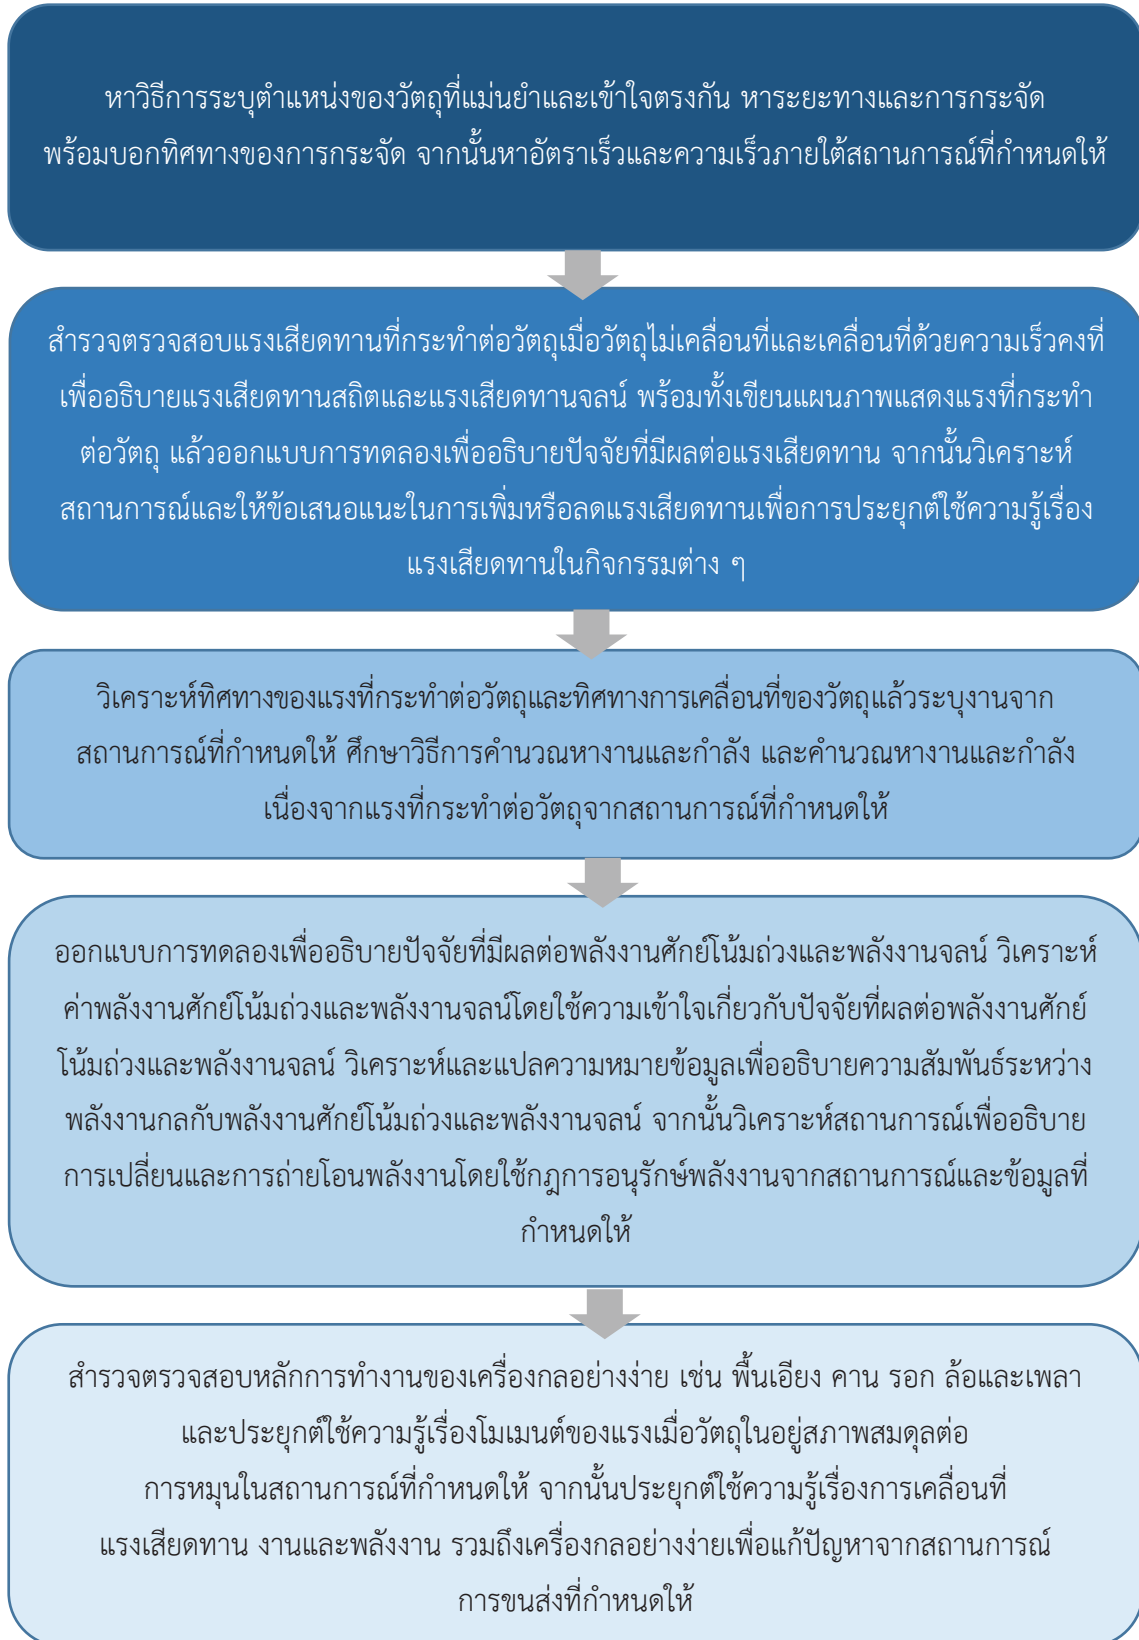 หาวิธีการระบุตำแหน่งของวัตถุที่แม่นยำและเข้าใจตรงกัน หาระยะทางและการกระจัด
พร้อมบอกทิศทางของการกระจัด จากนั้นหาอัตราเร็วและความเร็วภายใต้สถานการณ์ที่กำหนดให้
สำรวจตรวจสอบแรงเสียดทานที่กระทำต่อวัตถุเมื่อวัตถุไม่เคลื่อนที่และเคลื่อนที่ด้วยความเร็วคงที่
เพื่ออธิบายแรงเสียดทานสถิตและแรงเสียดทานจลน์ พร้อมทั้งเขียนแผนภาพแสดงแรงที่กระทำ
ต่อวัตถุ แล้วออกแบบการทดลองเพื่ออธิบายปัจจัยที่มีผลต่อแรงเสียดทาน จากนั้นวิเคราะห์
สถานการณ์และให้ข้อเสนอแนะในการเพิ่มหรือลดแรงเสียดทานเพื่อการประยุกต์ใช้ความรู้เรื่อง
แรงเสียดทานในกิจกรรมต่าง ๆ
วิเคราะห์ทิศทางของแรงที่กระทำต่อวัตถุและทิศทางการเคลื่อนที่ของวัตถุแล้วระบุงานจาก
สถานการณ์ที่กำหนดให้ ศึกษาวิธีการคำนวณหางานและกำลัง และคำนวณหางานและกำลัง
เนื่องจากแรงที่กระทำต่อวัตถุจากสถานการณ์ที่กำหนดให้
ออกแบบการทดลองเพื่ออธิบายปัจจัยที่มีผลต่อพลังงานศักย์โน้มถ่วงและพลังงานจลน์ วิเคราะห์
ค่าพลังงานศักย์โน้มถ่วงและพลังงานจลน์โดยใช้ความเข้าใจเกี่ยวกับปัจจัยที่ผลต่อพลังงานศักย์
โน้มถ่วงและพลังงานจลน์ วิเคราะห์และแปลความหมายข้อมูลเพื่ออธิบายความสัมพันธ์ระหว่าง
พลังงานกลกับพลังงานศักย์โน้มถ่วงและพลังงานจลน์ จากนั้นวิเคราะห์สถานการณ์เพื่ออธิบาย
การเปลี่ยนและการถ่ายโอนพลังงานโดยใช้กฎการอนุรักษ์พลังงานจากสถานการณ์และข้อมูลที่
กำหนดให้
สำรวจตรวจสอบหลักการทำงานของเครื่องกลอย่างง่าย เช่น พื้นเอียง คาน รอก ล้อและเพลา
และประยุกต์ใช้ความรู้เรื่องโมเมนต์ของแรงเมื่อวัตถุในอยู่สภาพสมดุลต่อ
การหมุนในสถานการณ์ที่กำหนดให้ จากนั้นประยุกต์ใช้ความรู้เรื่องการเคลื่อนที่
แรงเสียดทาน งานและพลังงาน รวมถึงเครื่องกลอย่างง่ายเพื่อแก้ปัญหาจากสถานการณ์
การขนส่งที่กำหนดให้